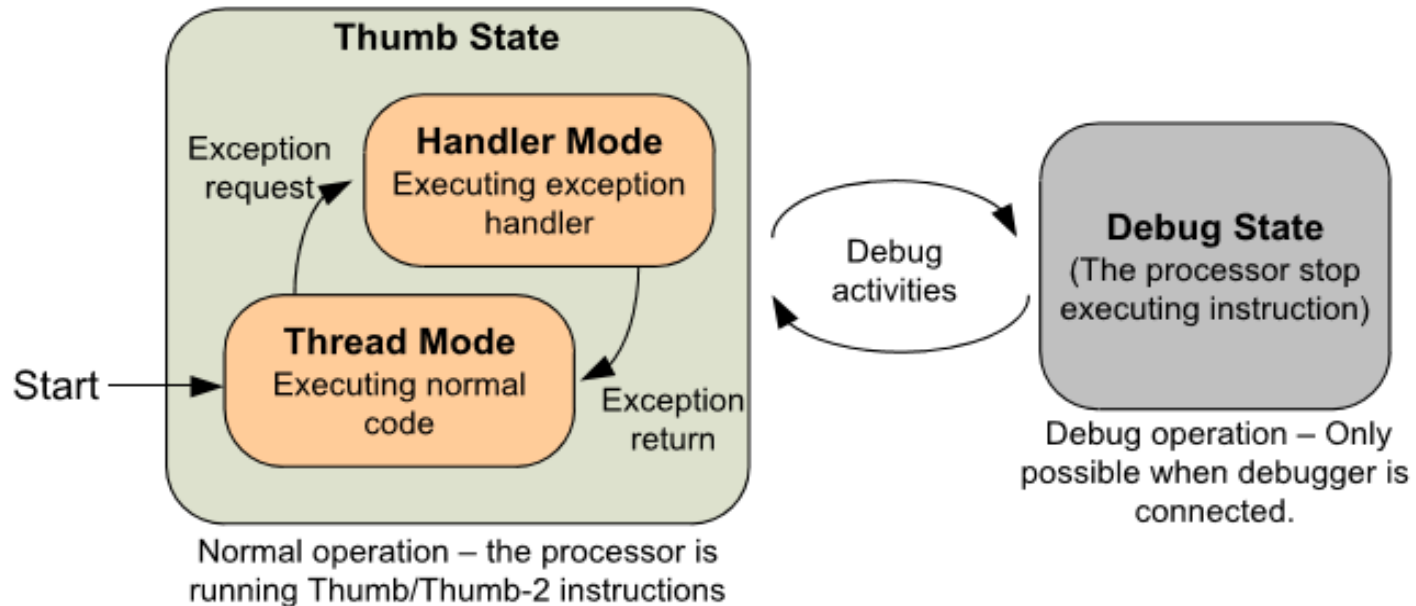 Thumb State
Exception
request
Handler Mode
Executing exception
handler
Start
Thread Mode
Executing normal
code
Exception
return
Normal operation – the processor is
running Thumb/Thumb-2 instructions
Debug
activities
Debug State
(The processor stop
executing instruction)
Debug operation – Only
possible when debugger is
connected.